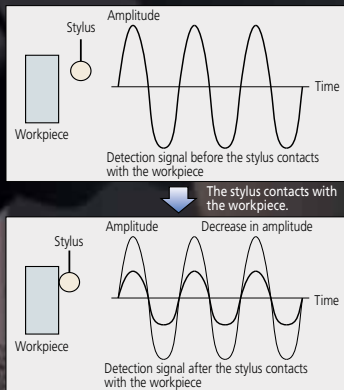 Amplitude
Stylus
Time
Workpiece
Detection signal before the stylus contacts
with the workpiece
The stylus contacts with
the workpiece.
Amplitude
Decrease in amplitude
Stylus
Time
Workpiece
Detection signal after the stylus contacts
with the workpiece